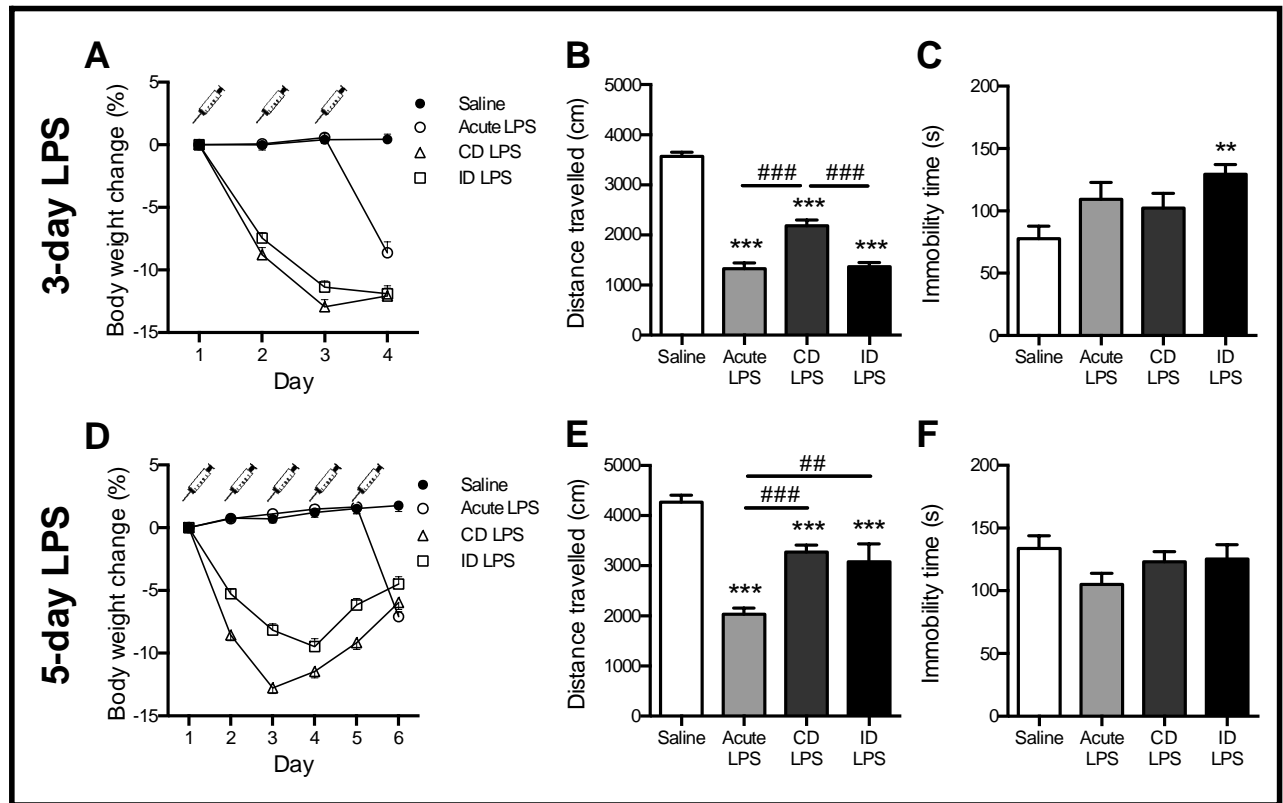 3-day LPS
A
Body weight change (%)
5
0
-5
-10
-15
1 2 3 4
Day
Saline
Acute LPS
CD LPS
ID LPS
B
Distance travelled (cm)
5000
4000
3000
2000
1000
0
### ###
*** *** ***
Saline Acute LPS CD LPS ID LPS
C
Immobility time (s)
200
150
100
50
0
**
Saline Acute LPS CD LPS ID LPS
5-day LPS
D
Body weight change (%)
5
0
-5
-10
-15
1 2 3 4 5 6
Day
Saline
Acute LPS
CD LPS
ID LPS
E
Distance travelled (cm)
5000
4000
3000
2000
1000
0
##
###
*** *** ***
Saline Acute LPS CD LPS ID LPS
F
Immobility time (s)
200
150
100
50
0
Saline Acute LPS CD LPS ID LPS